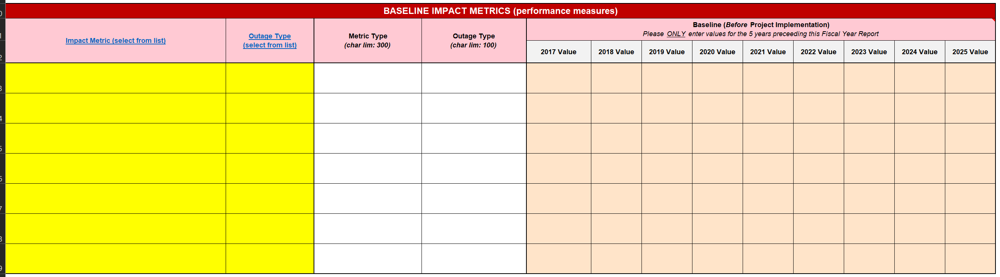 BASELINE IMPACT METRICS (performance measures)
Impact Metric (select from list)
Outage Type
(select from list)
Metric Type
(char lim: 300)
Outage Type
(char lim: 100)
Baseline (Before Project Implementation)
Please ONLY enter values for the 5 years preceeding this Fiscal Year Report
2017 Value
2018 Value
2019 Value
2020 Value
2021 Value
2022 Value
2023 Value
2024 Value
2025 Value